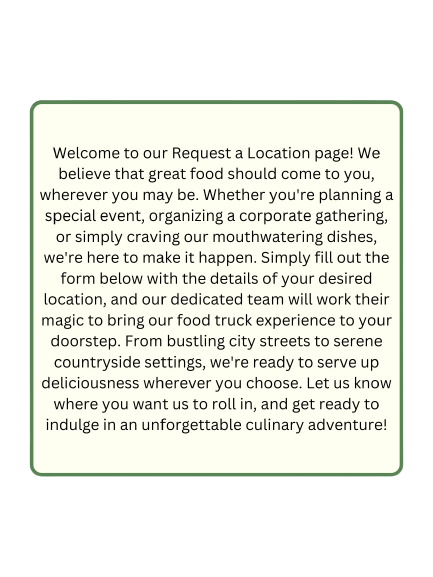 Welcome to our Request a Location page! We
believe that great food should come to you,
wherever you may be. Whether you're planning a
special event, organizing a corporate gathering,
or simply craving our mouthwatering dishes,
we're here to make it happen. Simply fill out the
form below with the details of your desired
location, and our dedicated team will work their
magic to bring our food truck experience to your
doorstep. From bustling city streets to serene
countryside settings, we're ready to serve up
deliciousness wherever you choose. Let us know
where you want us to roll in, and get ready to
indulge in an unforgettable culinary adventure!